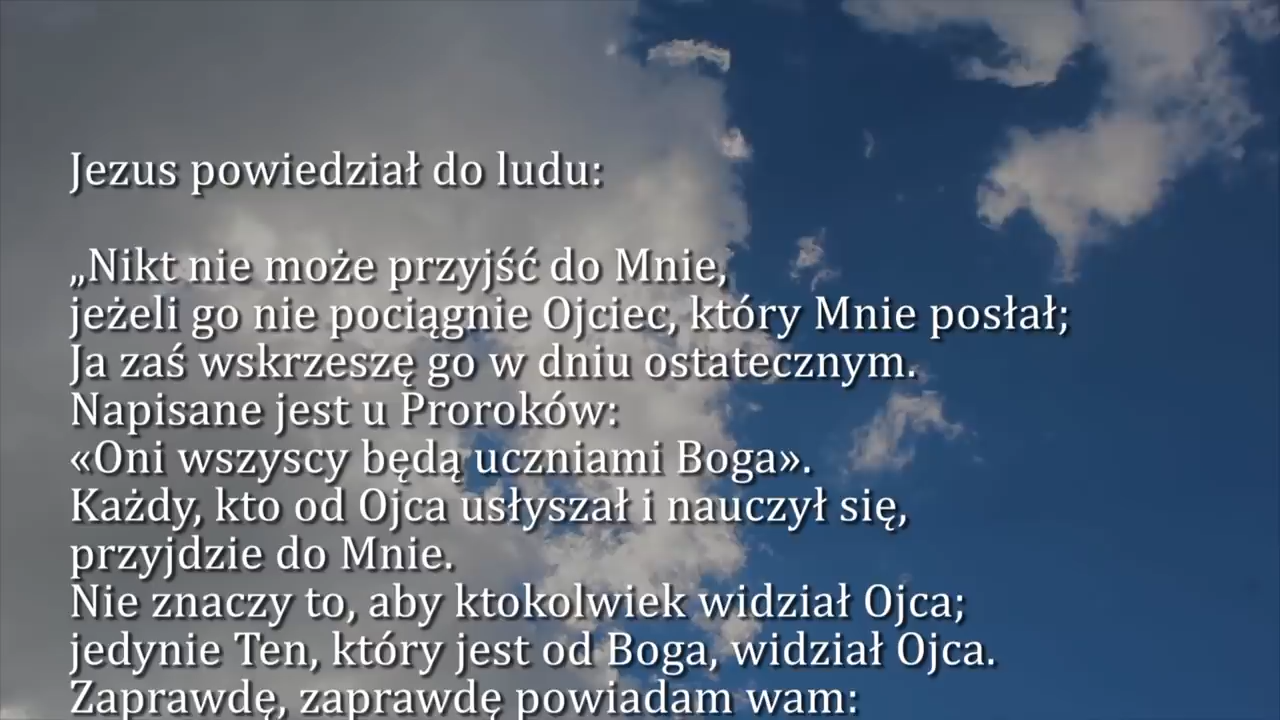 Jezus powiedział do ludu:
„Nikt nie może przyjść do Mnie,
jeżeli go nie pociągnie Ojciec, który Mnie posłał;
Ja zaś wskrzeszę go w dniu ostatecznym.
Napisane jest u Proroków:
«Oni wszyscy będą uczniami Boga».
Każdy, kto od Ojca usłyszał i nauczył się,
przyjdzie do Mnie.
Nie znaczy to, aby ktokolwiek widział Ojca;
jedynie Ten, który jest od Boga, widział Ojca.
Zaprawdę, zaprawdę powiadam wam: